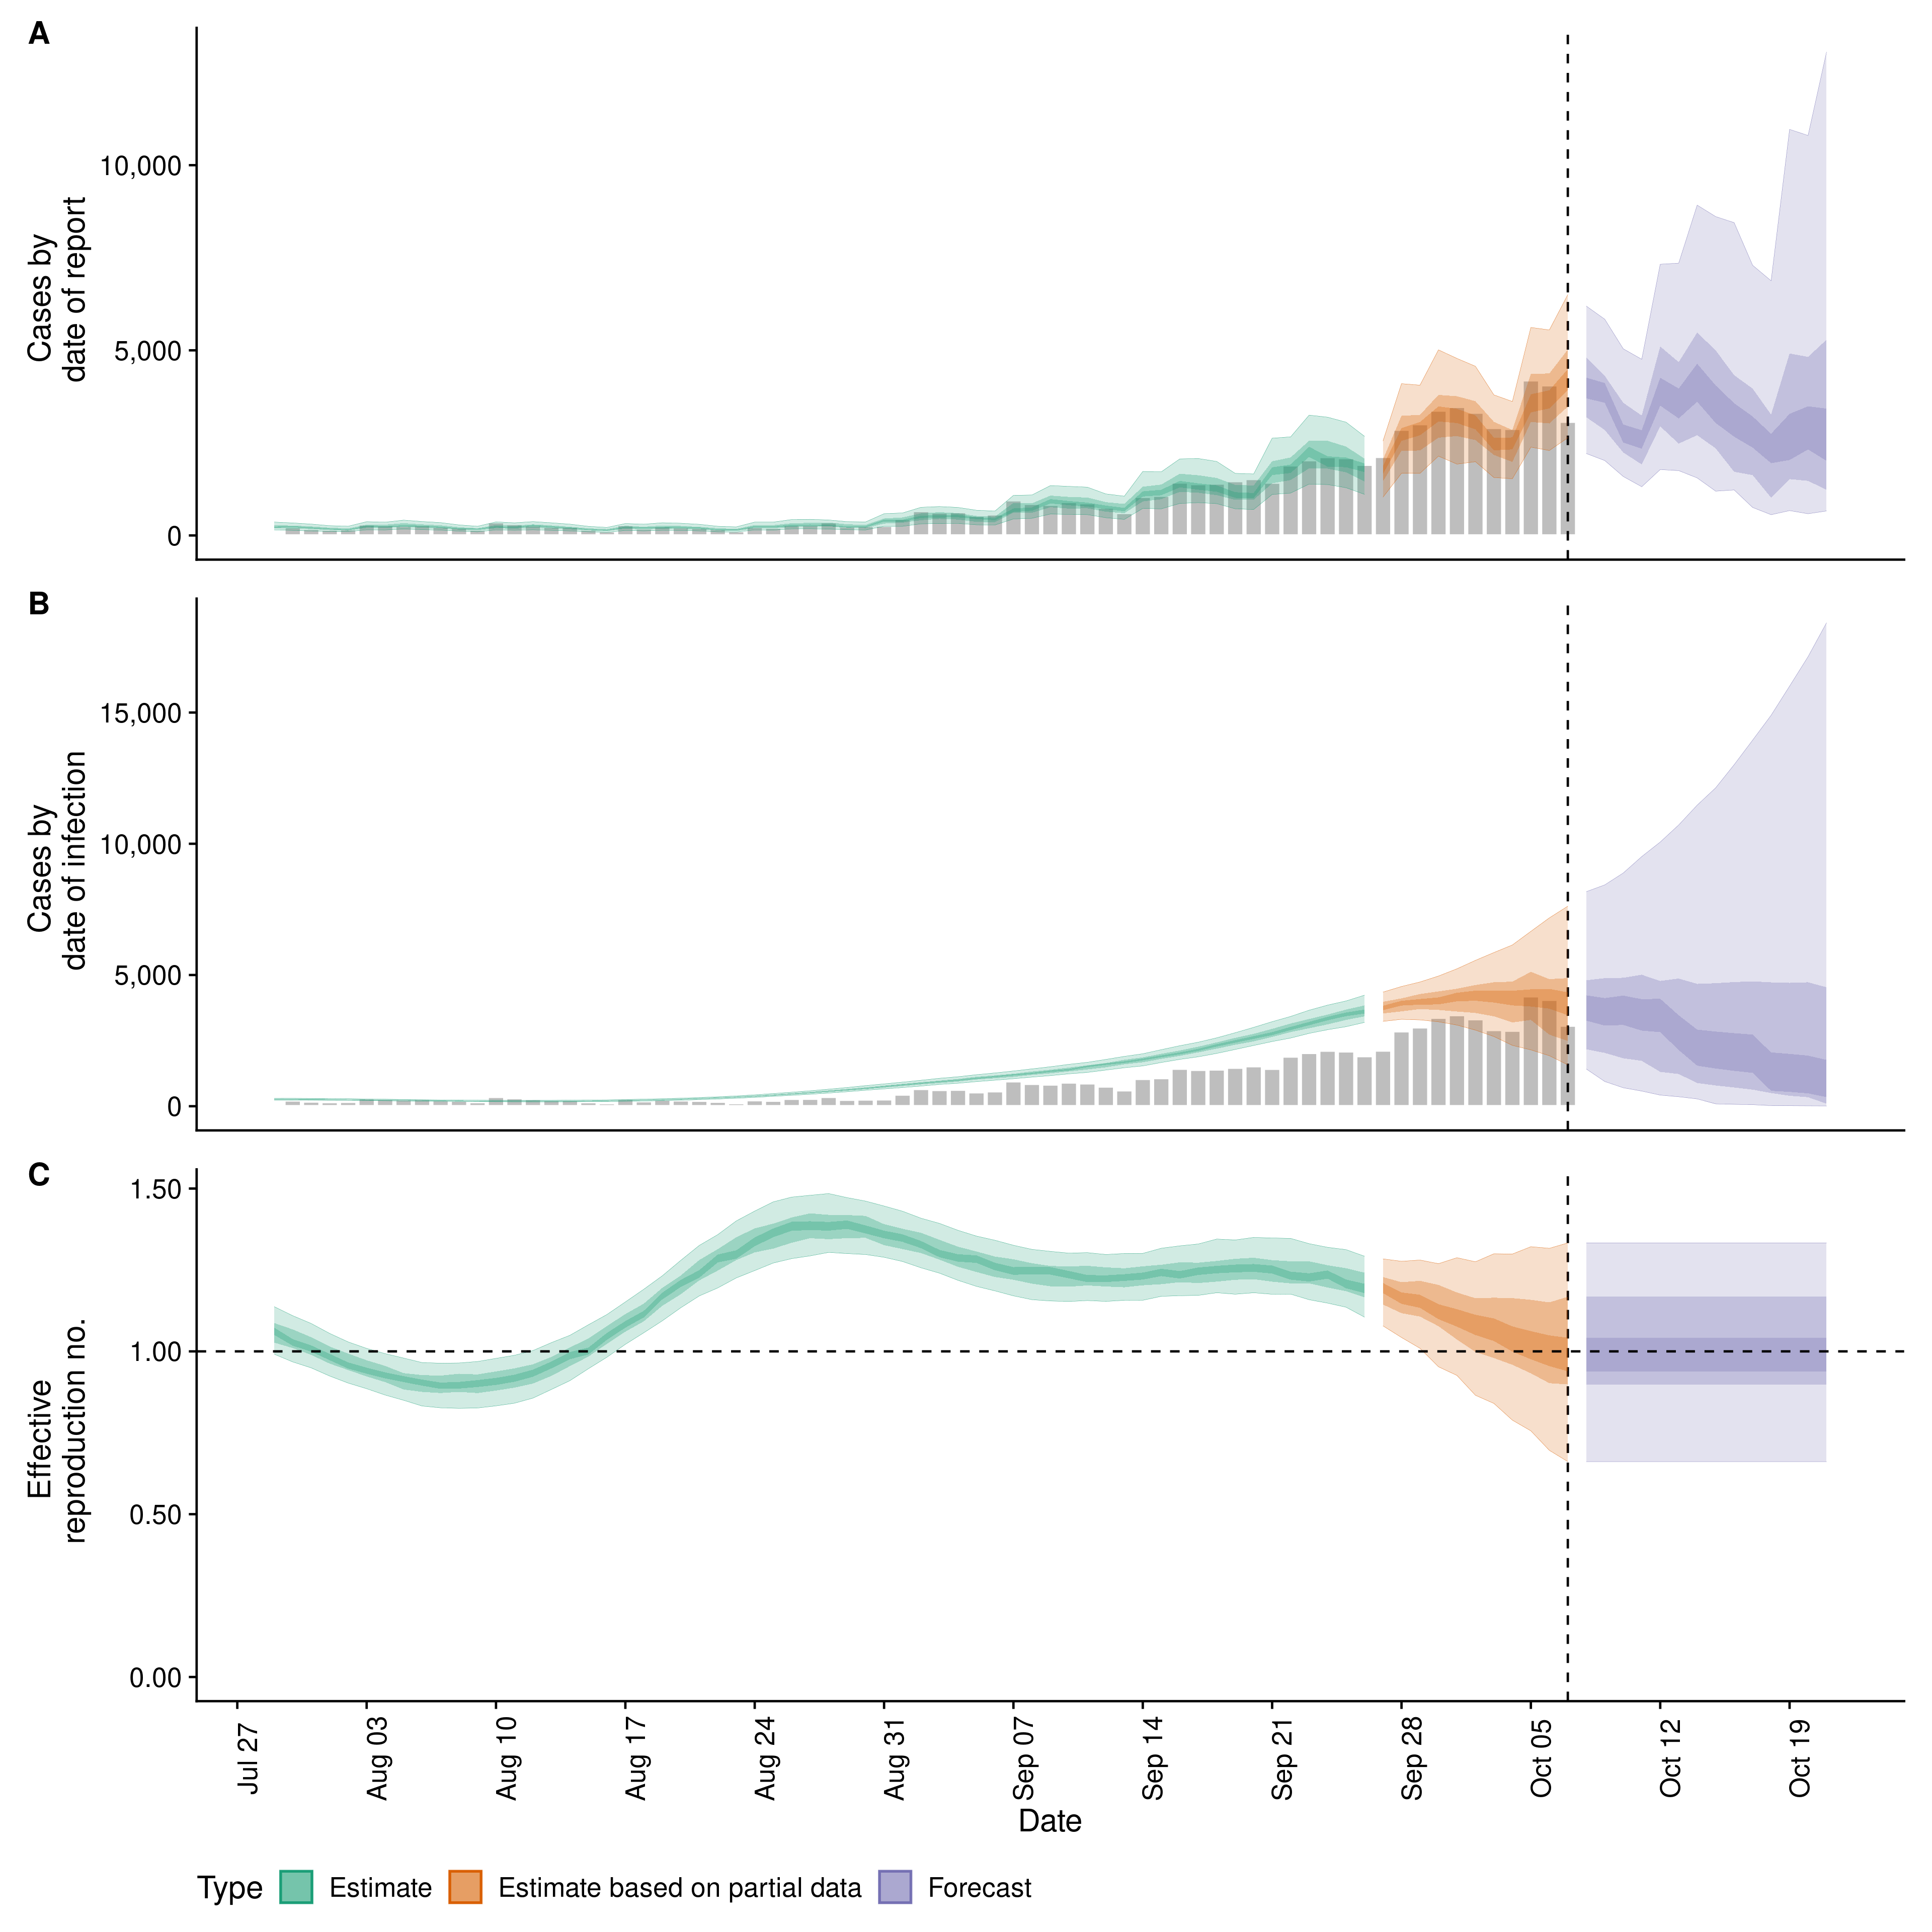 A
Cases by
date of report
10,000
5,000
0
B
Cases by
date of infection
15,000
10,000
5,000
0
C
Effective
reproduction no.
1.50
1.00
0.50
0.00
Jul 27
Aug 03
Aug 10
Aug 17
Aug 24
Aug 31
Sep 07
Sep 14
Sep 21
Sep 28
Oct 05
Oct 12
Oct 19
Date
Type Estimate Estimate based on partial data Forecast